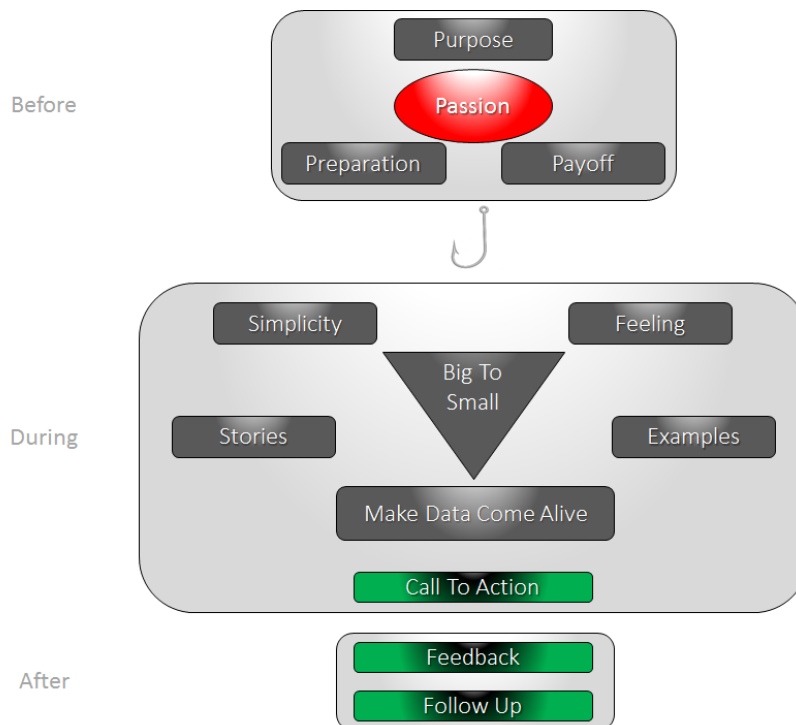 Purpose
Before
Passion
Preparation
Payoff
Simplicity
Feeling
Big To
Small
During
Stories
Examples
Make Data Come Alive
Call To Action
Feedback
After
Follow Up